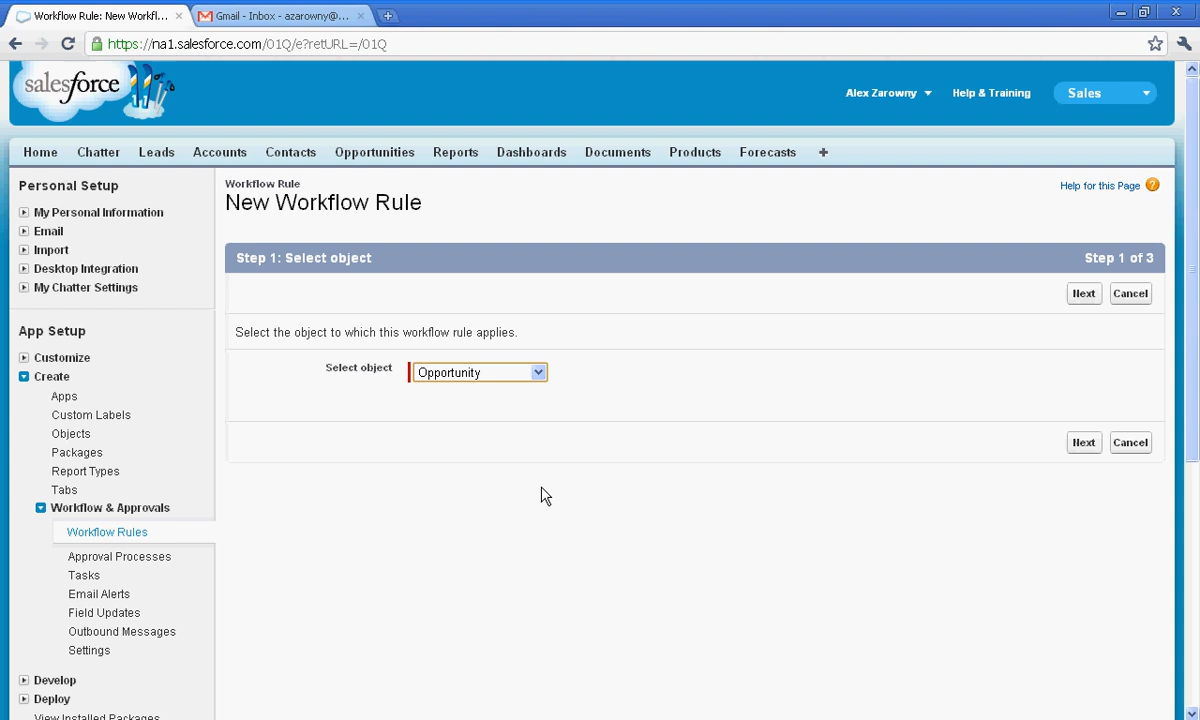 Workflow Rule: New Workfl...
Gmail - Inbox - azarowny@...
https://na1.salesforce.com/01Q/e?retURL=/01Q
salesforce
Alex Zarowny
Help & Training
Sales
Home
Chatter
Leads
Accounts
Contacts
Opportunities
Reports
Dashboards
Documents
Products
Forecasts
+
Personal Setup
My Personal Information
Email
Import
Desktop Integration
My Chatter Settings
App Setup
Customize
Create
Apps
Custom Labels
Objects
Packages
Report Types
Tabs
Workflow & Approvals
Workflow Rules
Approval Processes
Tasks
Email Alerts
Field Updates
Outbound Messages
Settings
Develop
Deploy
View Installed Packages
Workflow Rule
New Workflow Rule
Help for this Page ?
Step 1: Select object
Step 1 of 3
Next
Cancel
Select the object to which this workflow rule applies.
Select object
Opportunity
Next
Cancel